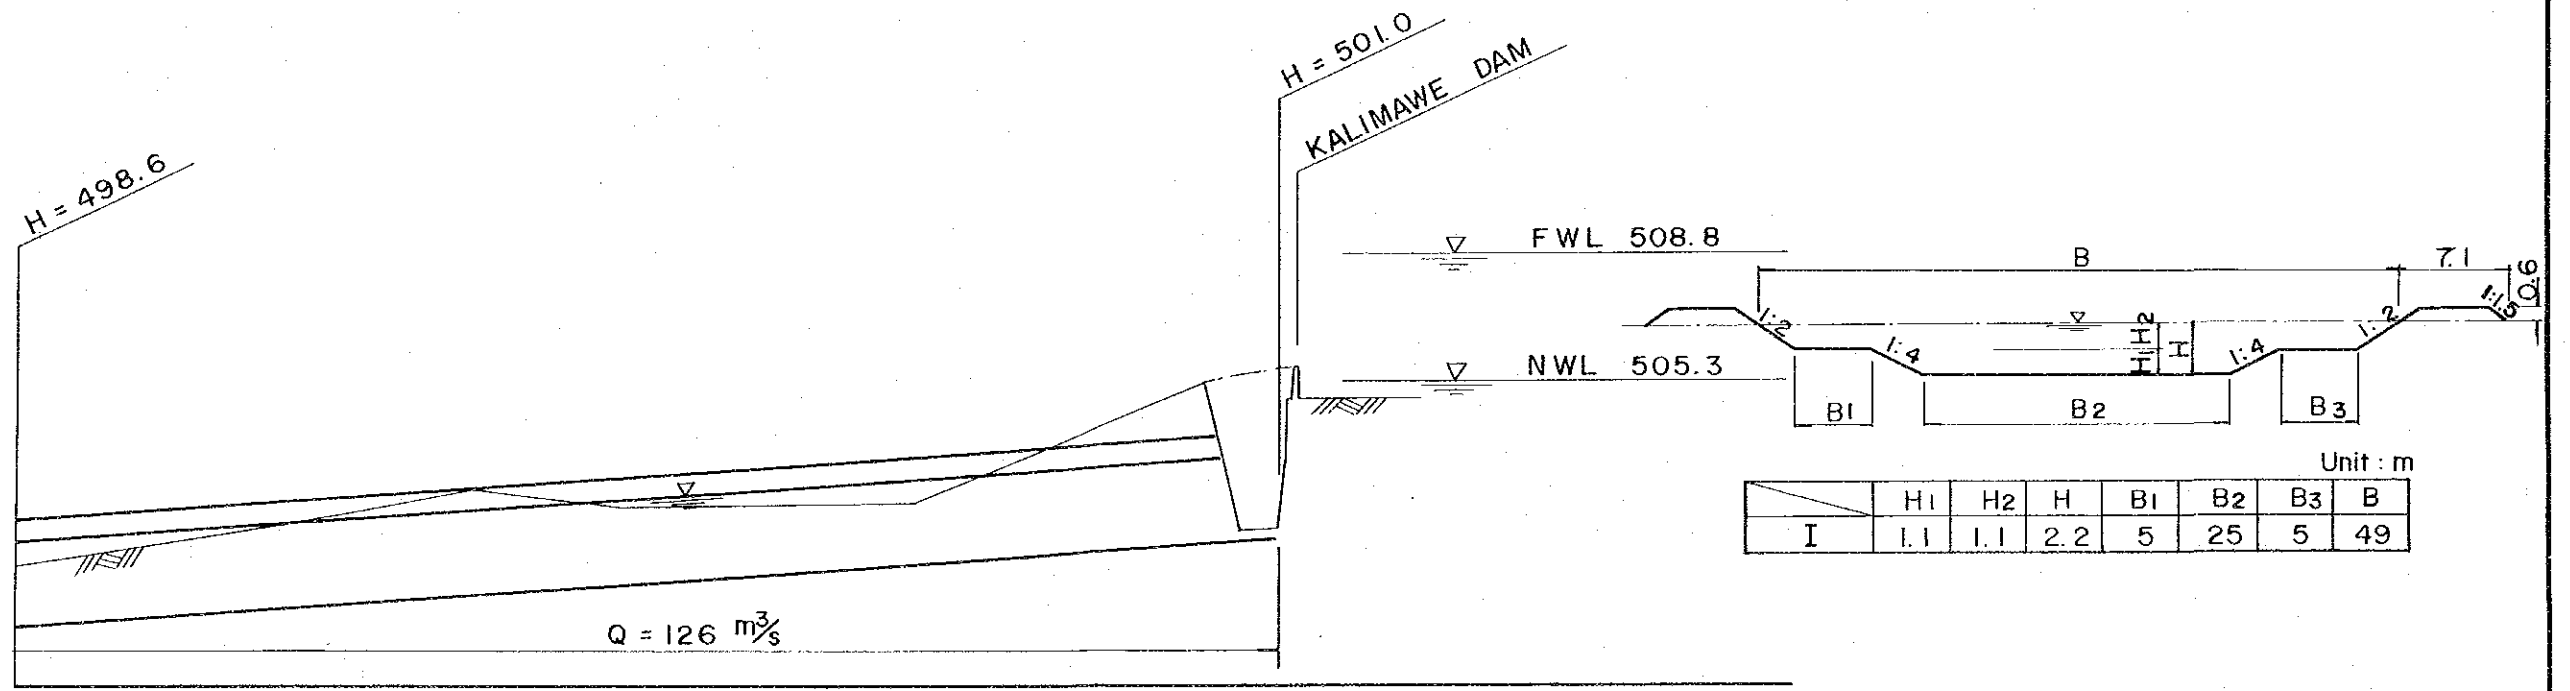 H = 498.6
H = 501.0
KALIMAWE DAM
FWL 508.8
NWL 505.3
Q = 126 m³/s
B
7.1
0.6
1:2
1:4
H1 H2
H
1:4
1:2
1:1.5
B1
B2
B3
Unit : m
H1 H2 H B1 B2 B3 B
I 1.1 1.1 2.2 5 25 5 49